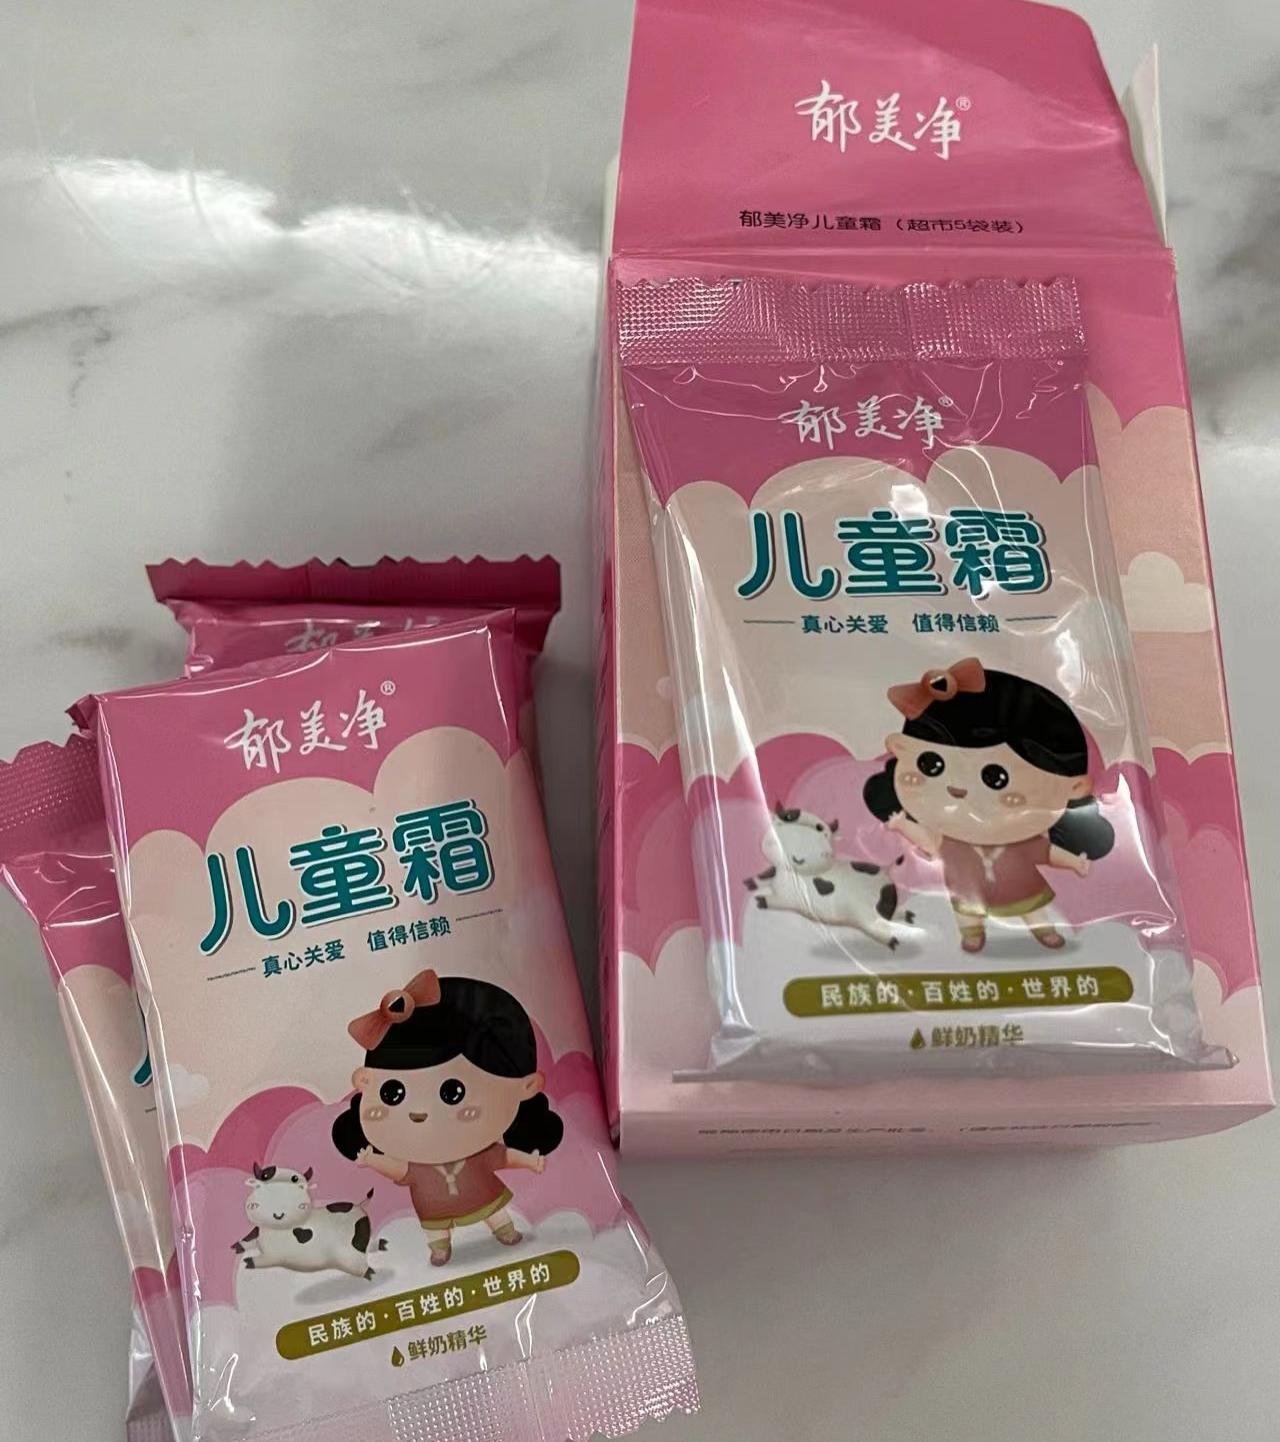 郁美净®
郁美净儿童霜（超市5袋装）
郁美净®
儿童霜
真心关爱 值得信赖
民族的·百姓的·世界的
鲜奶精华
郁美净®
儿童霜
真心关爱 值得信赖
民族的·百姓的·世界的
鲜奶精华
郁美净